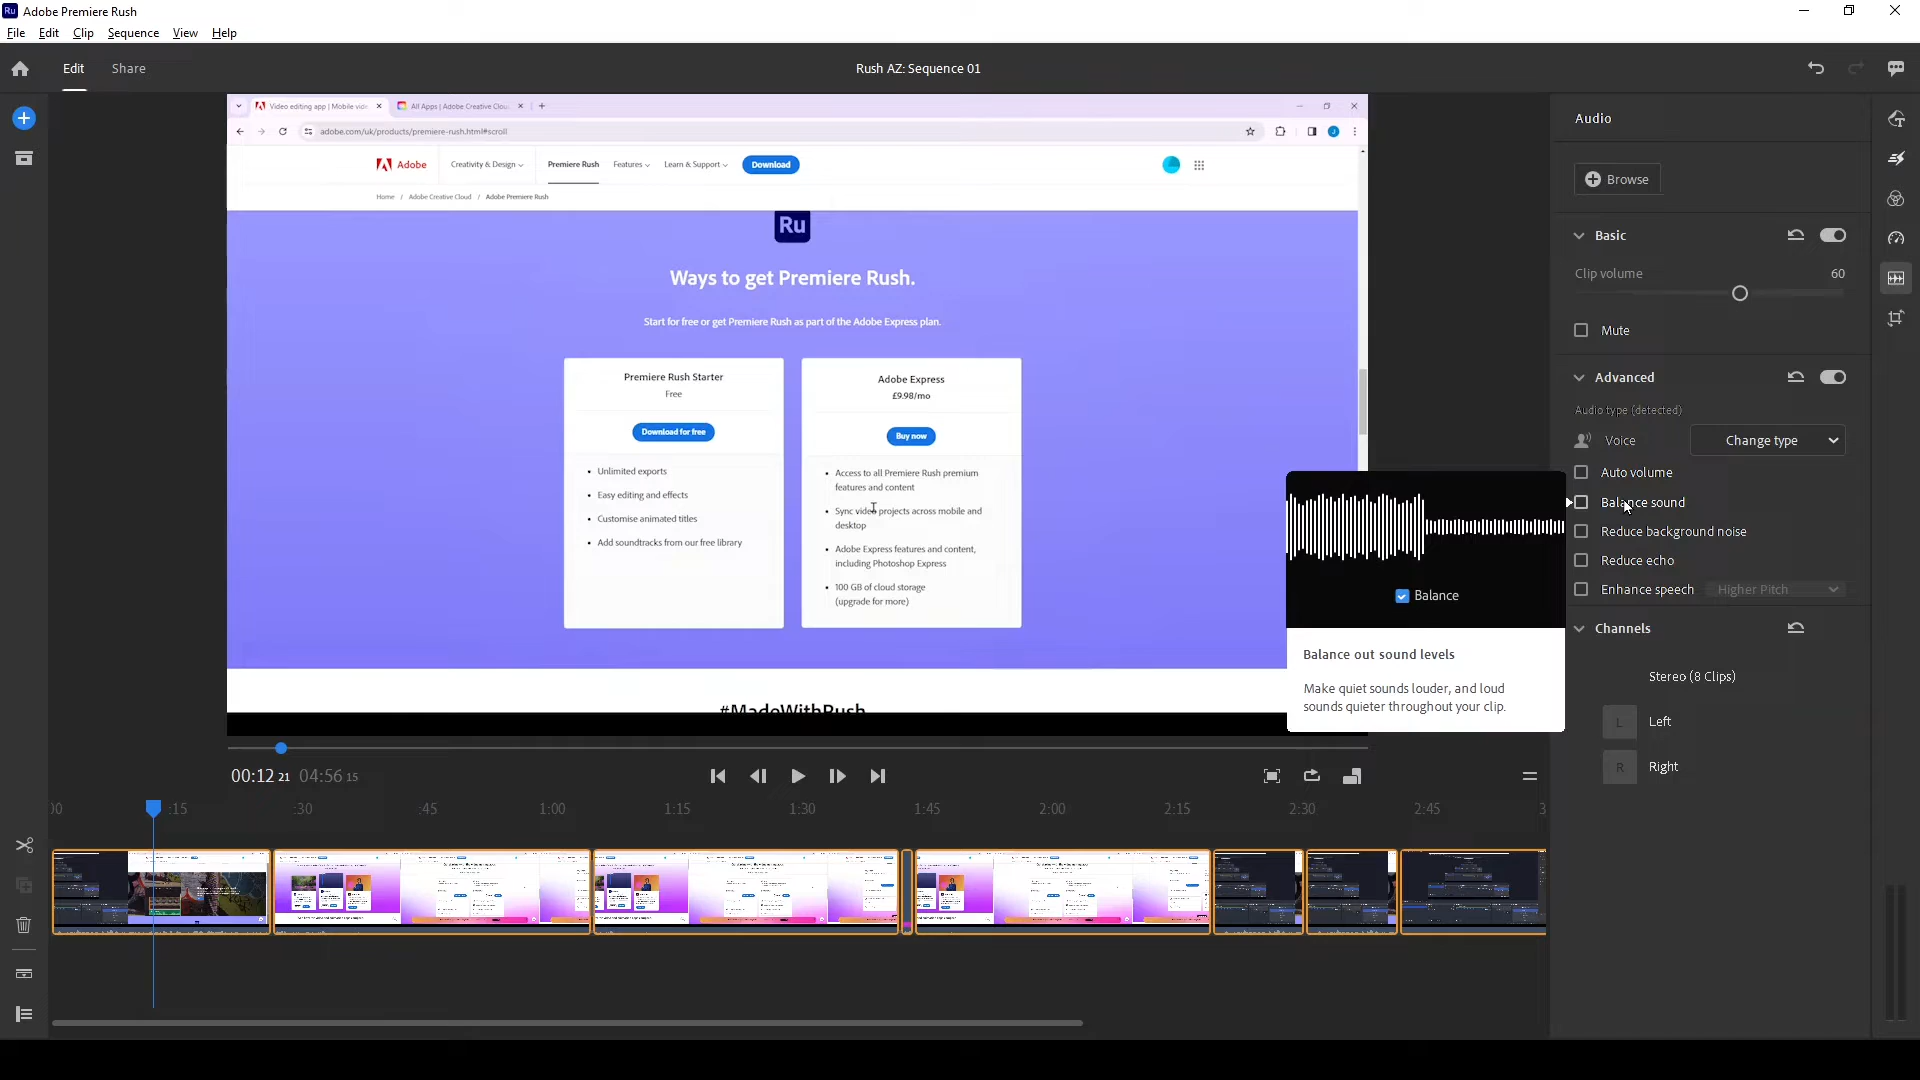 Ru Adobe Premiere Rush
File Edit Clip Sequence View Help
Edit Share Rush AZ: Sequence 01
Video editing app | Mobile vide
All Apps | Adobe Creative Clou
adobe.com/uk/products/premiere-rush.html#scroll
Adobe Creativity & Design Premiere Rush Features Learn & Support Download
Home / Adobe Creative Cloud / Adobe Premiere Rush
Ru
Ways to get Premiere Rush.
Start for free or get Premiere Rush as part of the Adobe Express plan.
Premiere Rush Starter
Free
Download for free
• Unlimited exports
• Easy editing and effects
• Customise animated titles
• Add soundtracks from our free library
Adobe Express
£9.98/mo
Buy now
• Access to all Premiere Rush premium
features and content
• Sync video projects across mobile and
desktop
• Adobe Express features and content,
including Photoshop Express
• 100 GB of cloud storage
(upgrade for more)
#MadeWithRush
Audio
Browse
Basic
Clip volume 60
Mute
Advanced
Audio type (detected)
Voice Change type
Auto volume
Balance sound
Reduce background noise
Reduce echo
Enhance speech Higher Pitch
Channels
Stereo (8 Clips)
L Left
R Right
Balance
Balance out sound levels
Make quiet sounds louder, and loud
sounds quieter throughout your clip.
00:12 21 04:56 15
:15 :30 :45 1:00 1:15 1:30 1:45 2:00 2:15 2:30 2:45